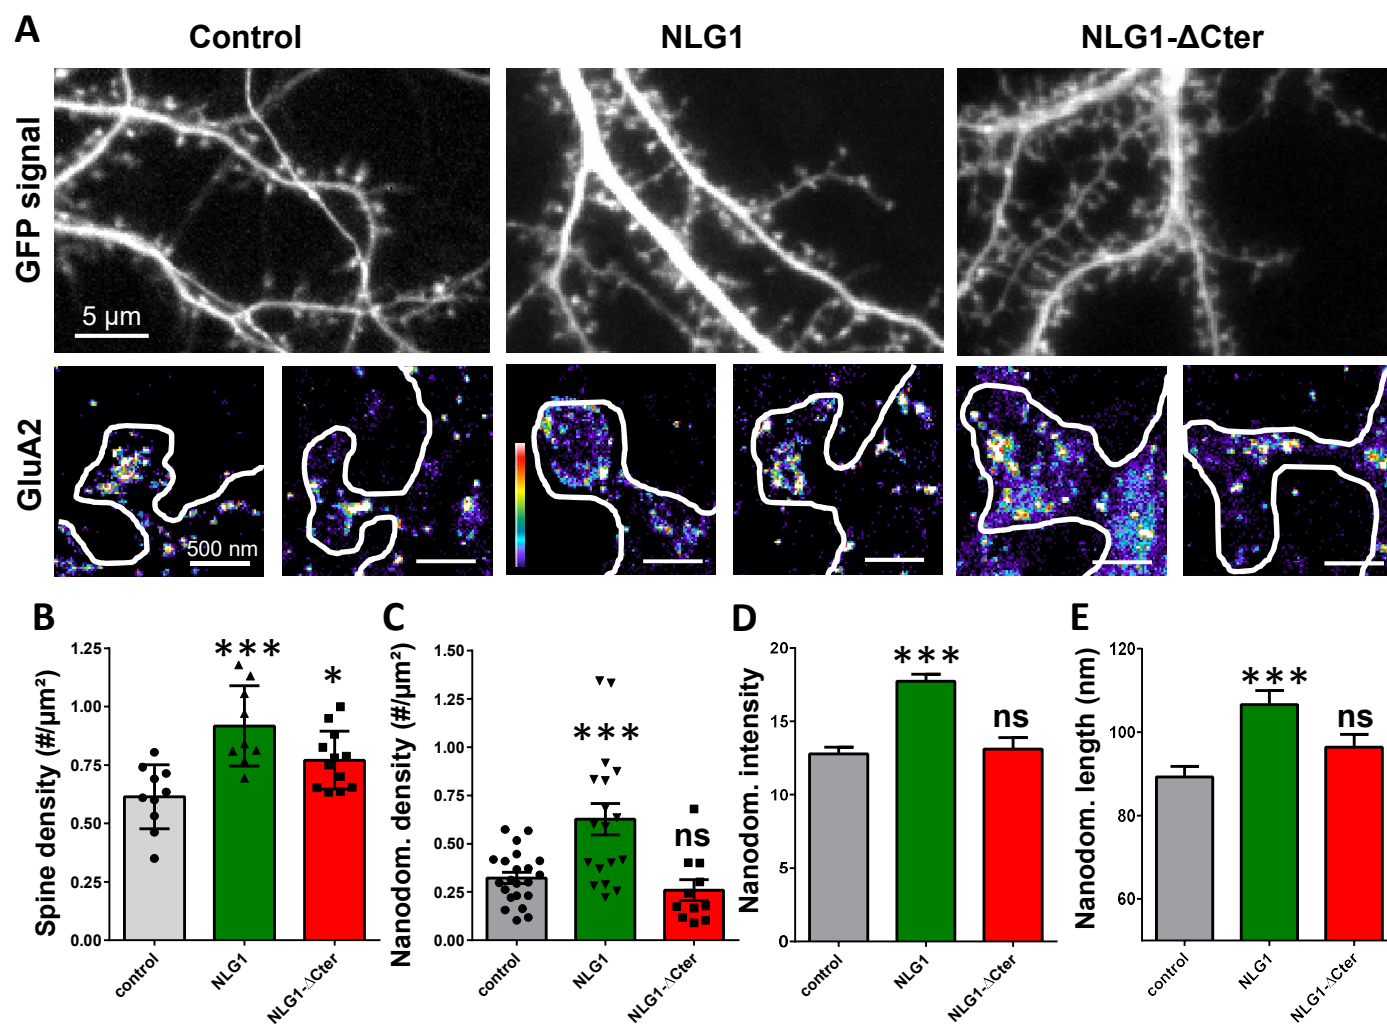 A
Control
NLG1
NLG1-ΔCter
GFP signal
5 μm
GluA2
500 nm
B
Spine density (#/μm²)
1.25
1.00
0.75
0.50
0.25
0.00
***
*
control
NLG1
NLG1-ΔCter
C
Nanodom. density (#/μm²)
1.50
1.25
1.00
0.75
0.50
0.25
0.00
***
ns
control
NLG1
NLG1-ΔCter
D
Nanodom. intensity
20
15
10
5
0
***
ns
control
NLG1
NLG1-ΔCter
E
Nanodom. length (nm)
120
100
80
60
***
ns
control
NLG1
NLG1-ΔCter